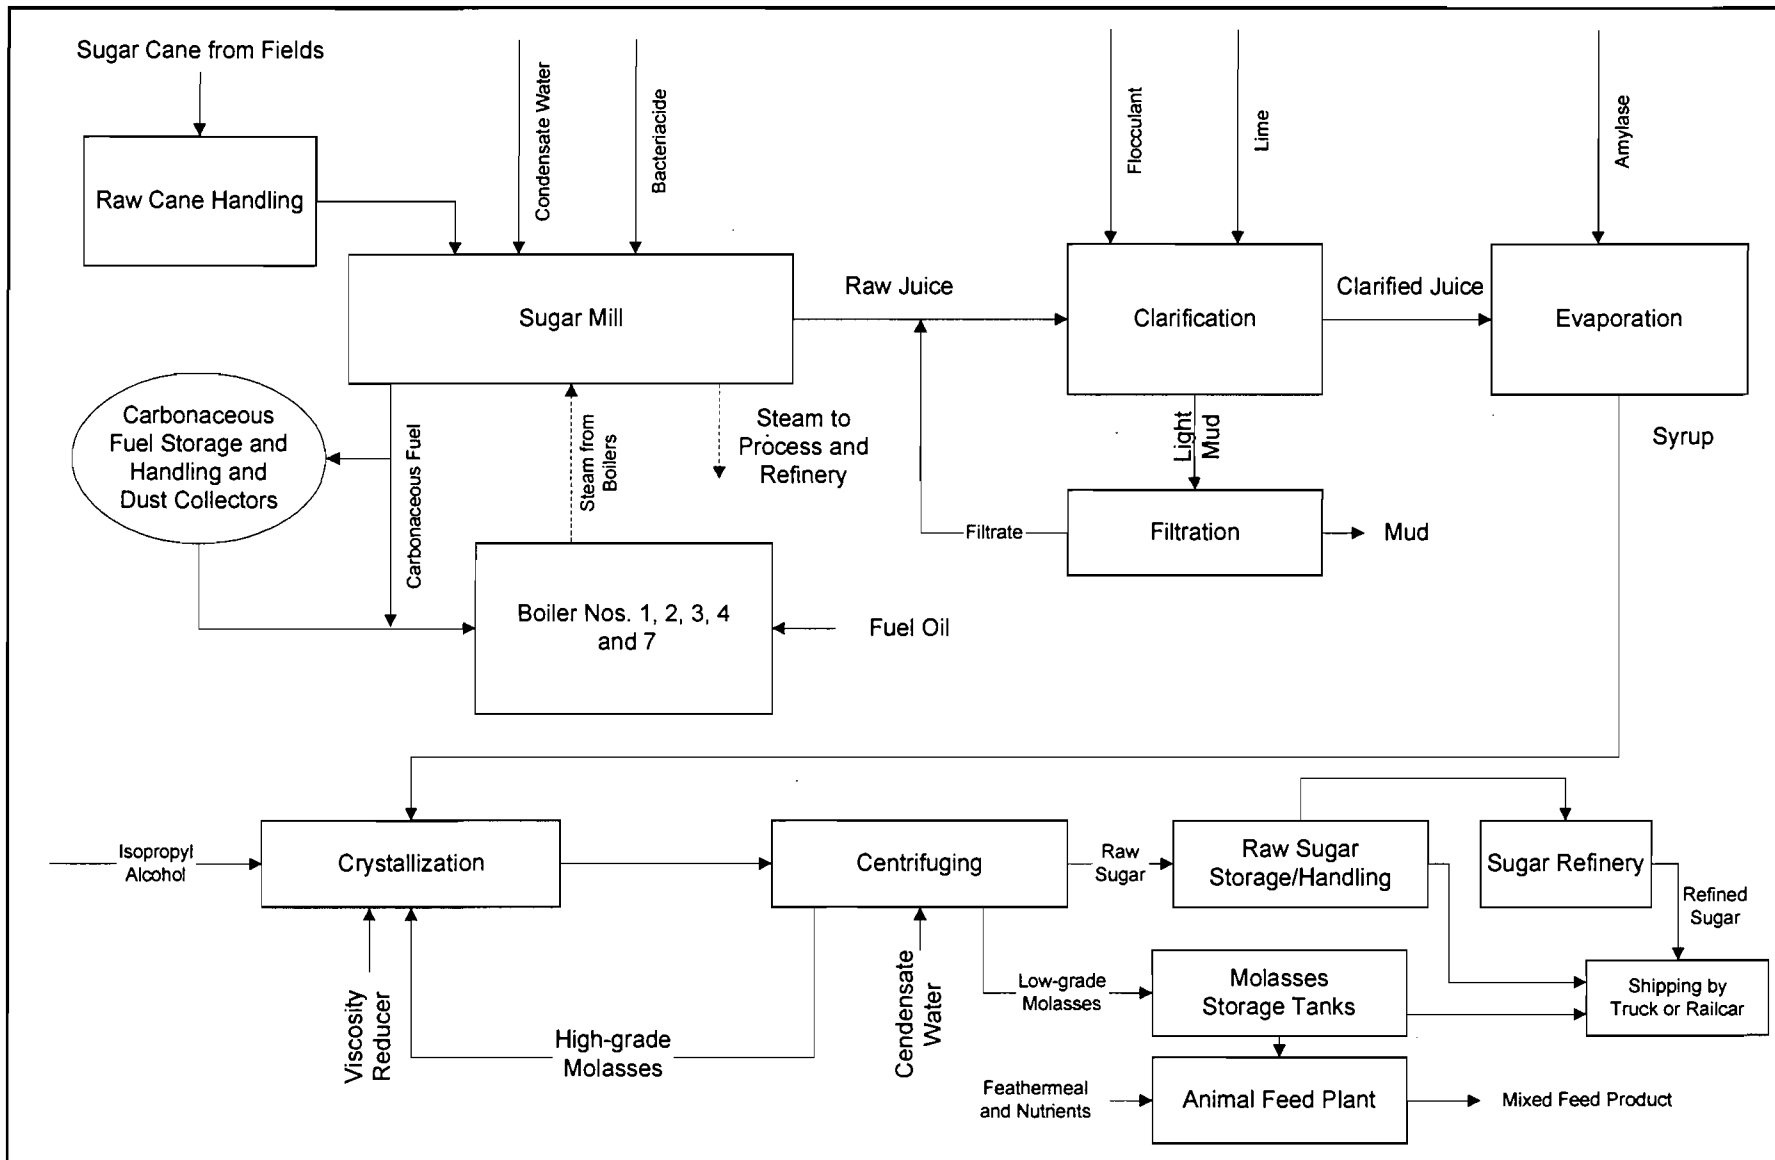 Sugar Cane from Fields
Condensate Water
Bacteriacide
Flocculant
Lime
Amylase
Raw Cane Handling
Sugar Mill
Raw Juice
Clarification
Clarified Juice
Evaporation
Carbonaceous
Fuel Storage and
Handling and
Dust Collectors
Carbonaceous Fuel
Steam from
Boilers
Steam to
Process and
Refinery
Light
Mud
Syrup
Filtrate
Filtration
Mud
Boiler Nos. 1, 2, 3, 4
and 7
Fuel Oil
Isopropyl
Alcohol
Crystallization
Centrifuging
Raw
Sugar
Raw Sugar
Storage/Handling
Sugar Refinery
Refined
Sugar
Viscosity
Reducer
High-grade
Molasses
Cendensate
Water
Low-grade
Molasses
Molasses
Storage Tanks
Shipping by
Truck or Railcar
Feathermeal
and Nutrients
Animal Feed Plant
Mixed Feed Product